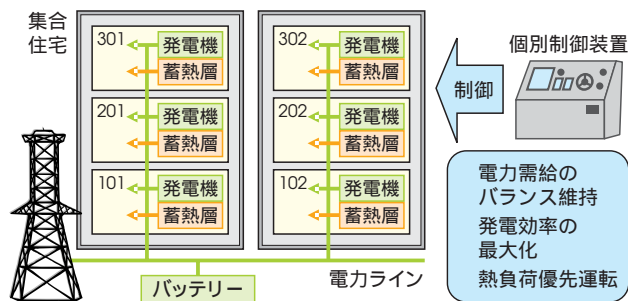 集合
住宅
301
発電機
蓄熱層
201
発電機
蓄熱層
101
発電機
蓄熱層
302
発電機
蓄熱層
202
発電機
蓄熱層
102
発電機
蓄熱層
バッテリー
電力ライン
制御
個別制御装置
電力需給の
バランス維持
発電効率の
最大化
熱負荷優先運転